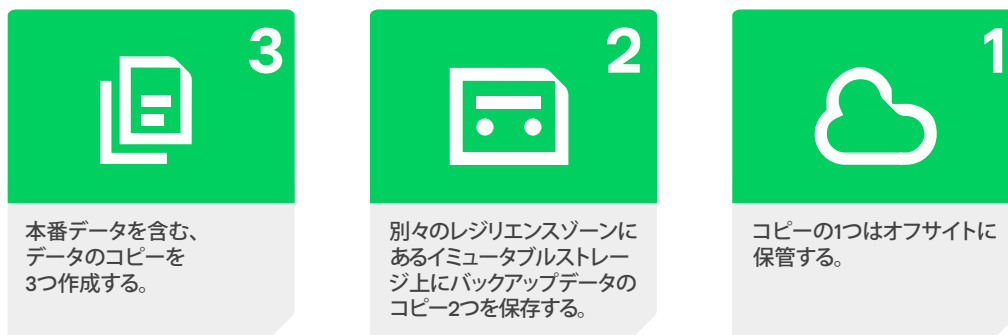 3
本番データを含む、
データのコピーを
3つ作成する。
2
別々のレジリエンスゾーンに
あるイミュータブルストレー
ジ上にバックアップデータの
コピー2つを保存する。
1
コピーの1つはオフサイトに
保管する。